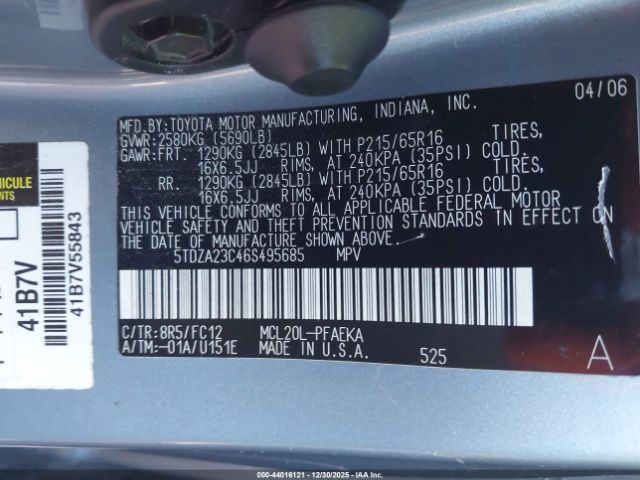 04/06
MFD.BY:TOYOTA MOTOR MANUFACTURING, INDIANA, INC.
GVWR:2580KG (5690LB)
GAWR:FRT. 1290KG (2845LB) WITH P215/65R16 TIRES,
16X6.5JJ RIMS, AT 240KPA (35PSI) COLD.
RR. 1290KG (2845LB) WITH P215/65R16 TIRES,
16X6.5JJ RIMS, AT 240KPA (35PSI) COLD.
THIS VEHICLE CONFORMS TO ALL APPLICABLE FEDERAL MOTOR
VEHICLE SAFETY AND THEFT PREVENTION STANDARDS IN EFFECT ON
THE DATE OF MANUFACTURE SHOWN ABOVE.
5TDZA23C46S495685 MPV
C/TR:8R5/FC12 MCL20L-PFAEKA
A/TM:-01A/U151E MADE IN U.S.A.
525
A
41B7V
41B7V55843
000-44016121 - 12/30/2025 - IAAI.COM